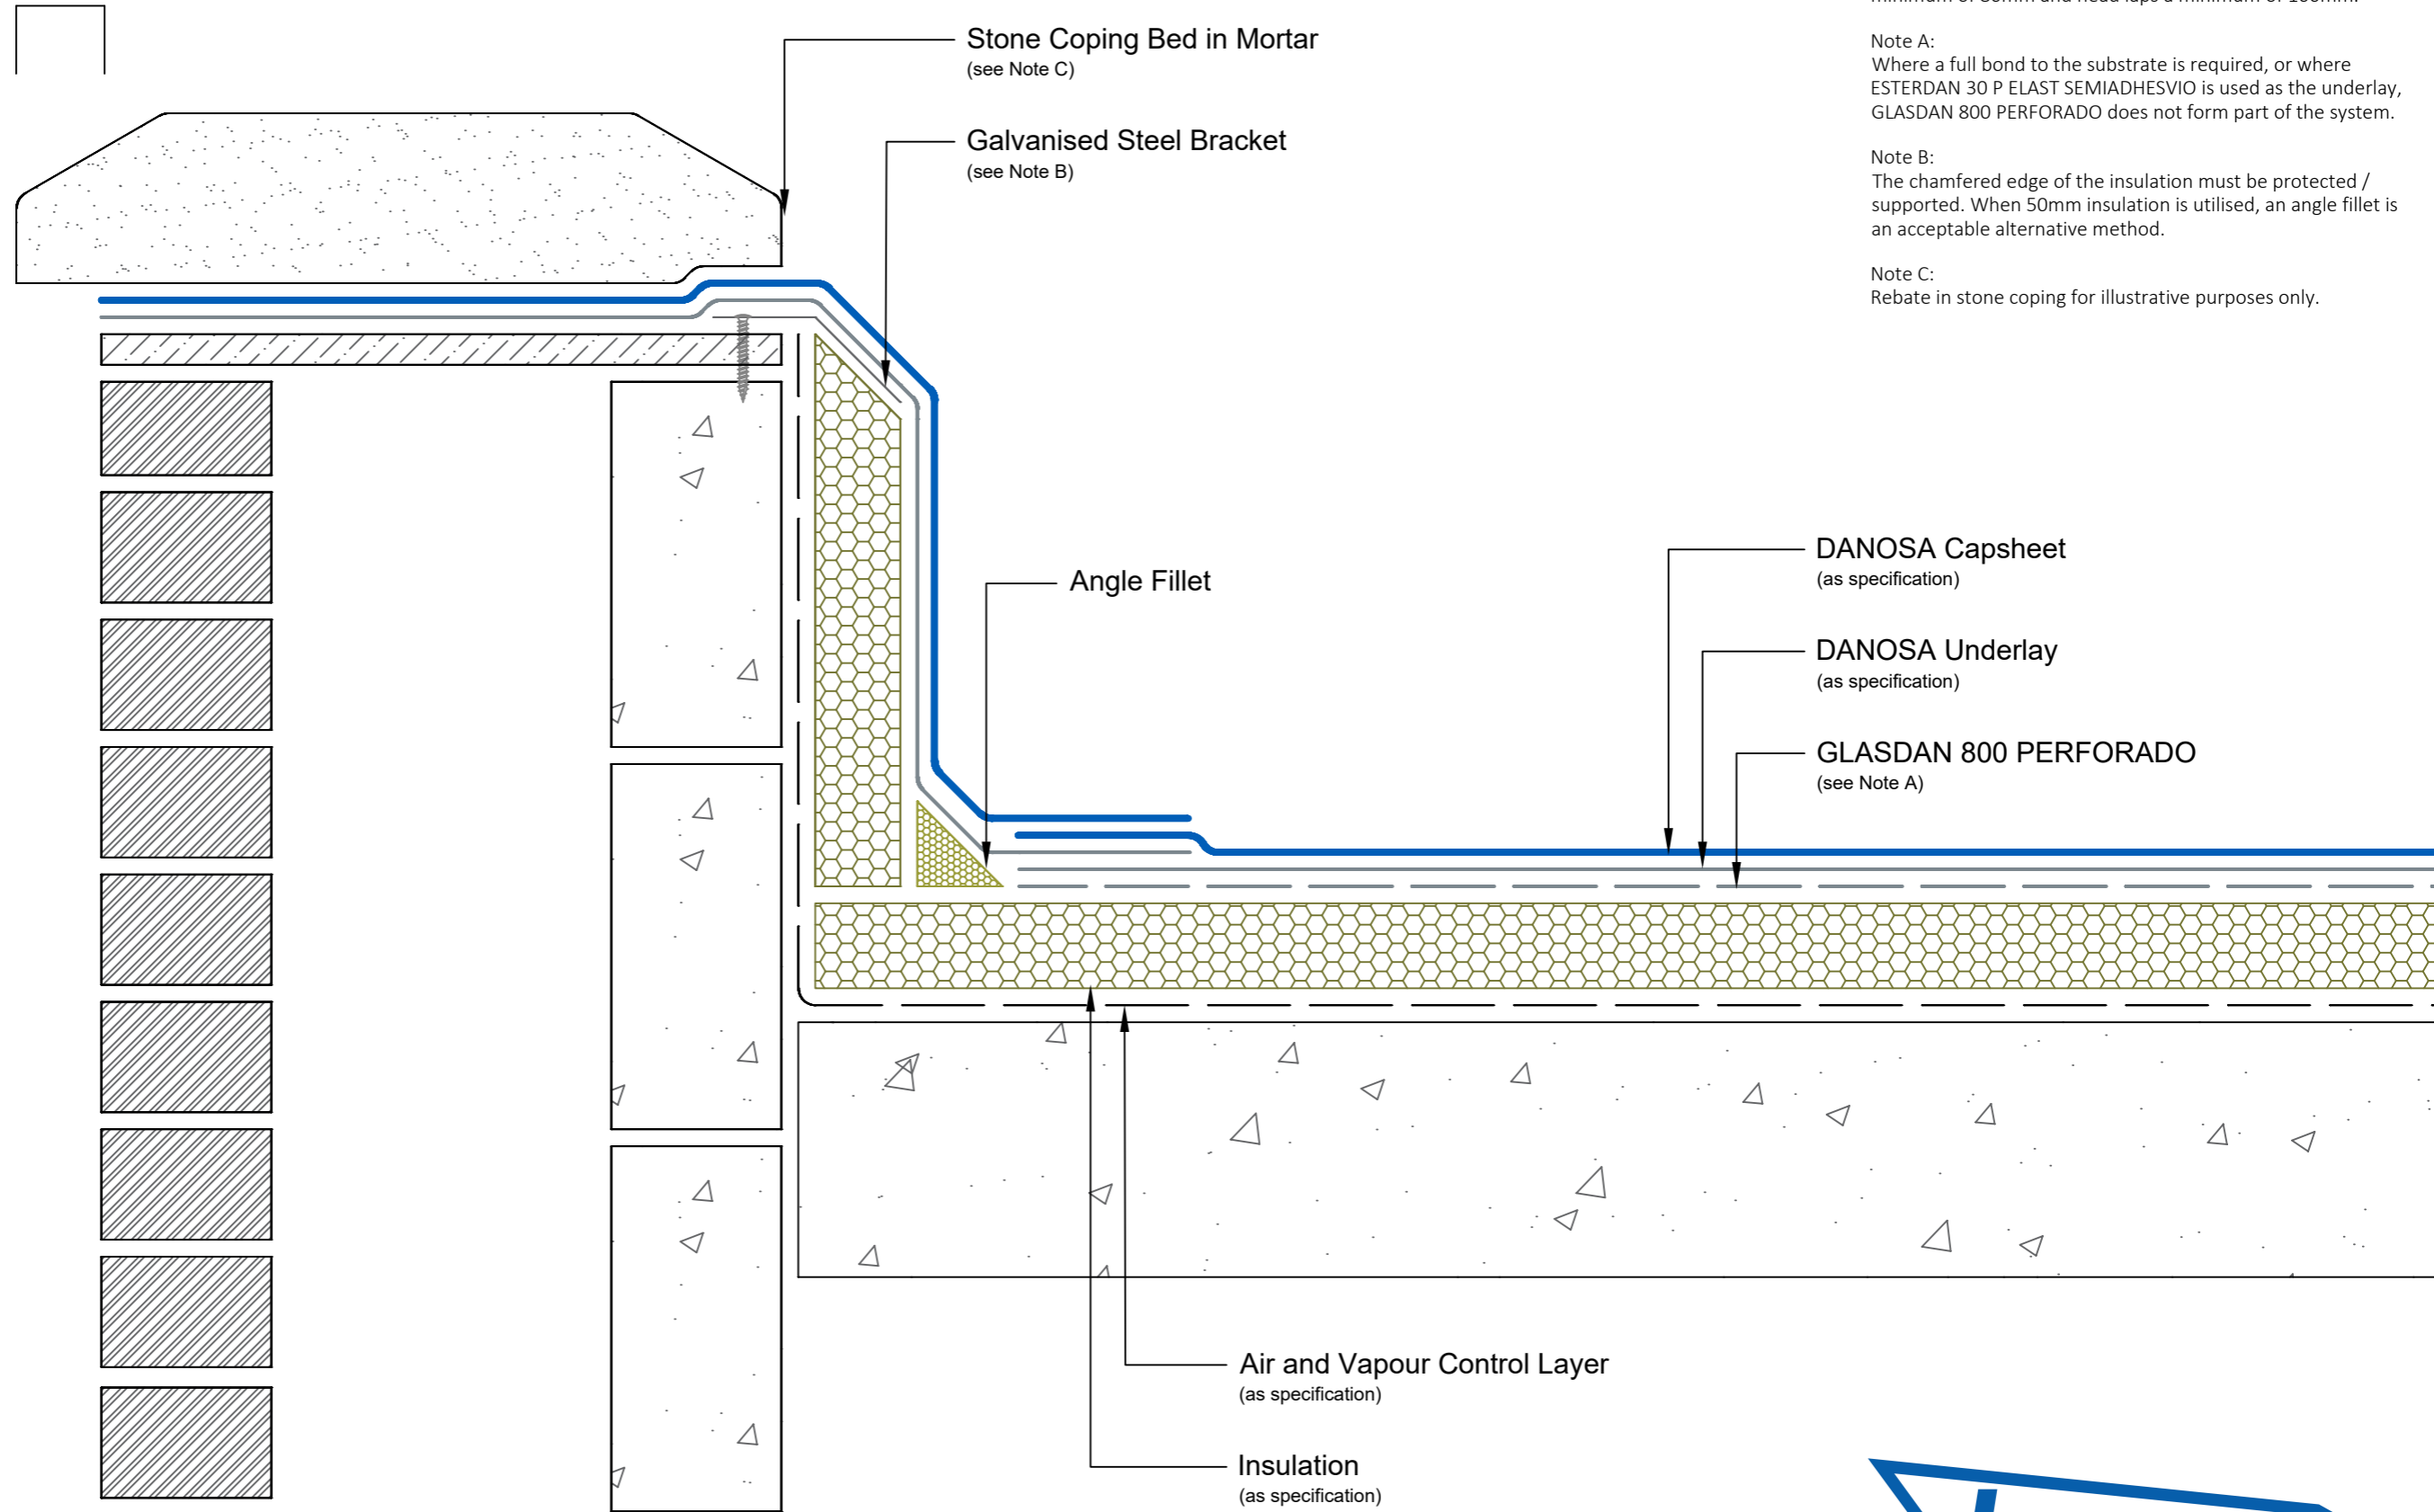 Stone Coping Bed in Mortar
(see Note C)
Galvanised Steel Bracket
(see Note B)
Angle Fillet
DANOSA Capsheet
(as specification)
DANOSA Underlay
(as specification)
GLASDAN 800 PERFORADO
(see Note A)
Air and Vapour Control Layer
(as specification)
Insulation
(as specification)
Note A:
Where a full bond to the substrate is required, or where
ESTERDAN 30 P ELAST SEMIADHESVIO is used as the underlay,
GLASDAN 800 PERFORADO does not form part of the system.
Note B:
The chamfered edge of the insulation must be protected /
supported. When 50mm insulation is utilised, an angle fillet is
an acceptable alternative method.
Note C:
Rebate in stone coping for illustrative purposes only.